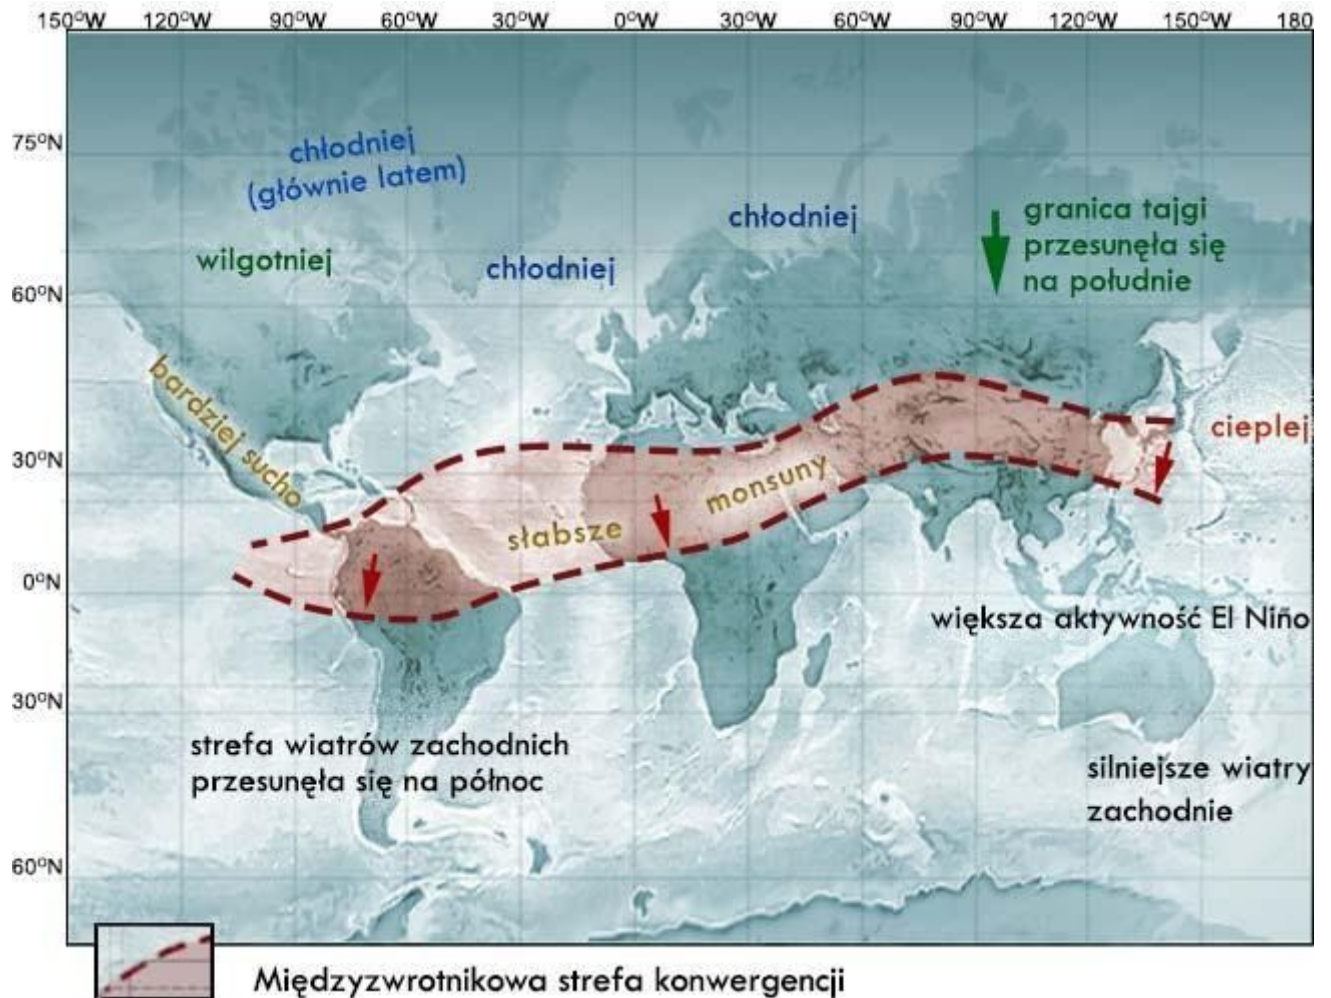 150°W 120°W 90°W 60°W 30°W 0°W 30°W 60°W 90°W 120°W 150°W 180
75°N
chłodniej
(głównie latem)
chłodniej
granica tajgi
przesunęła się
na południe
wilgotniej
chłodniej
60°N
bardziej sucho
cieplej
30°N
słabsze monsuny
0°N
większa aktywność El Niño
30°N
strefa wiatrów zachodnich
przesunęła się na północ
silniejsze wiatry
zachodnie
60°N
Międzyzwrotnikowa strefa konwergencji